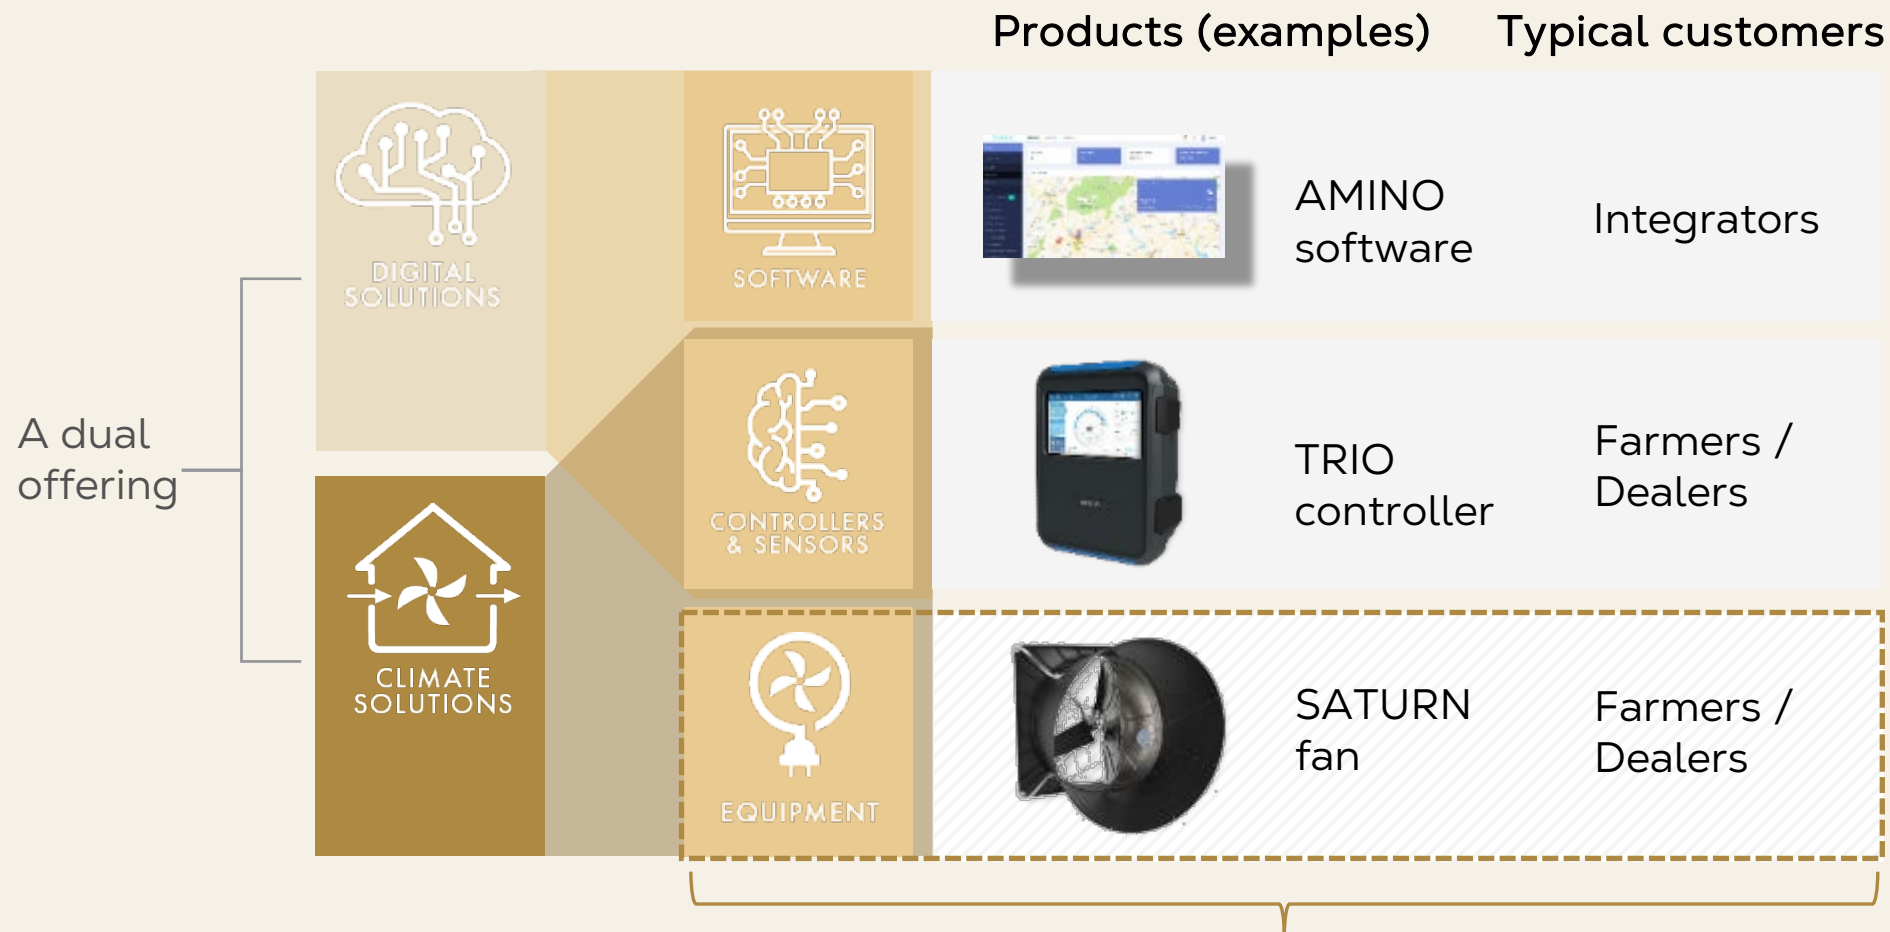 Products (examples)
Typical customers
A dual
offering
DIGITAL
SOLUTIONS
CLIMATE
SOLUTIONS
SOFTWARE
AMINO
software
Integrators
CONTROLLERS
& SENSORS
TRIO
controller
Farmers /
Dealers
EQUIPMENT
SATURN
fan
Farmers /
Dealers